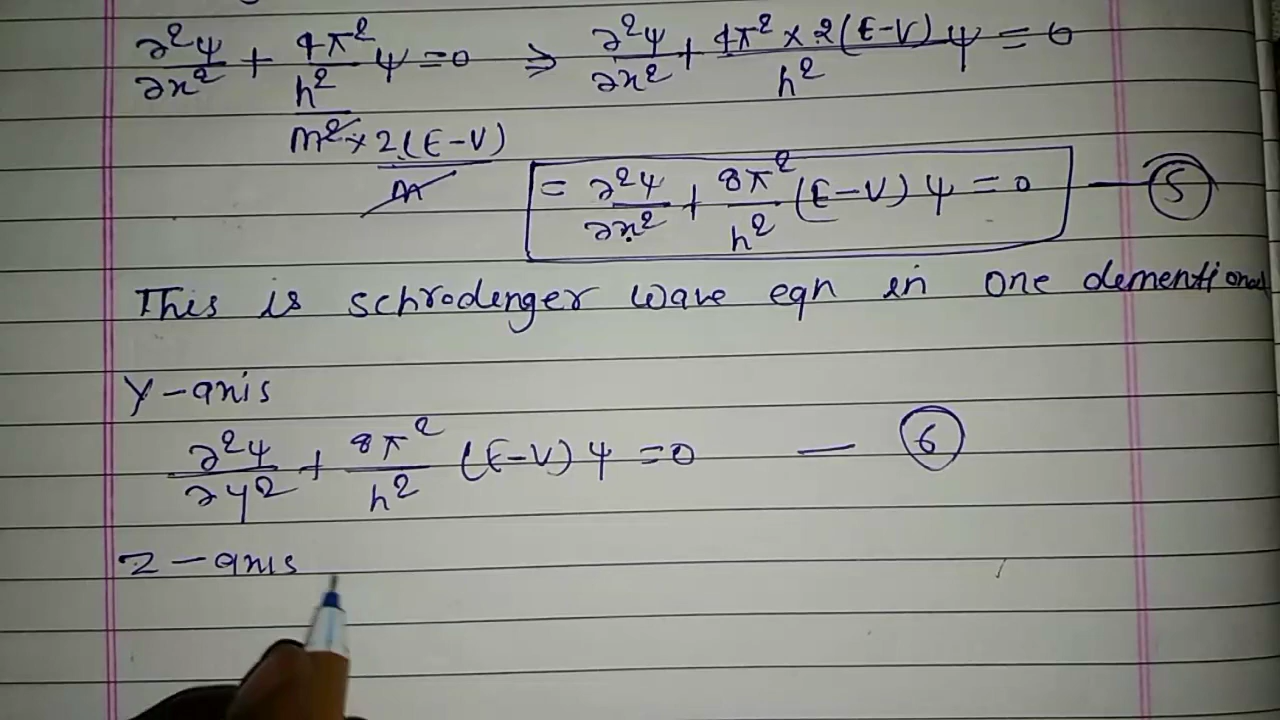 ∂²ψ/∂x² + 4π²/h² ψ = 0 ⇒ ∂²ψ/∂x² + 4π² × 2(E-V)/h² ψ = 0
m² × 2(E-V)
m
= ∂²ψ/∂x² + 8π²/h² (E-V) ψ = 0 — 5
This is schrodenger wave eqn in one dementional
Y-axis
∂²ψ/∂y² + 8π²/h² (E-V) ψ = 0 — 6
Z-axis